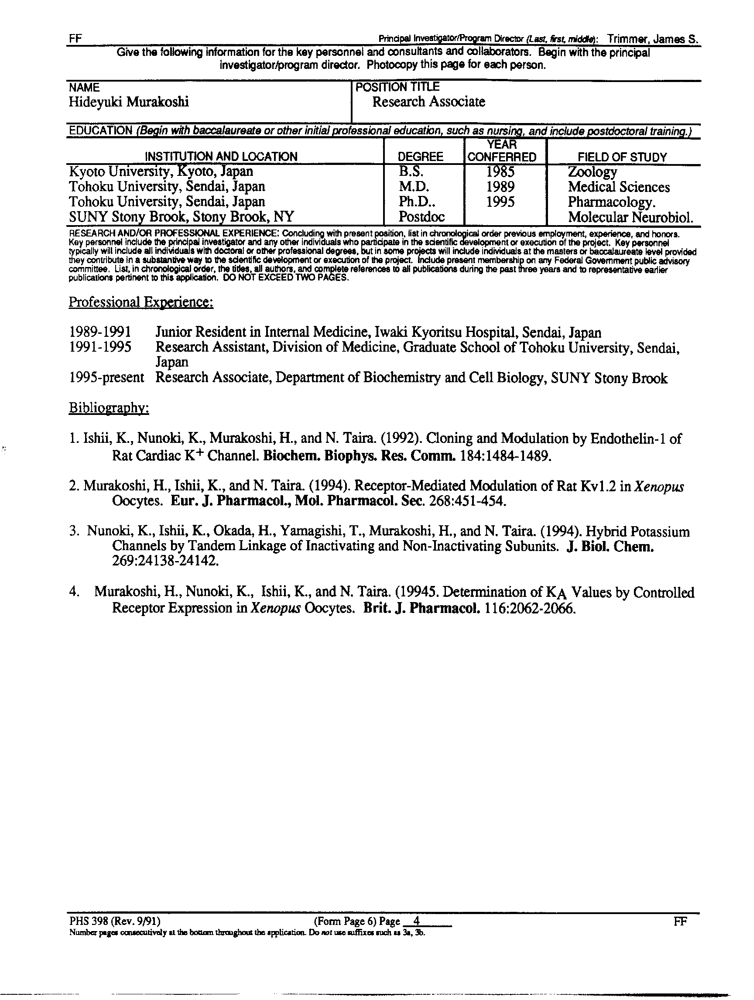 FF Principal Investigator/Program Director (Last, first, middle): Trimmer, James S.
Give the following information for the key personnel and consultants and collaborators. Begin with the principal
investigator/program director. Photocopy this page for each person.
NAME POSITION TITLE
Hideyuki Murakoshi Research Associate
EDUCATION (Begin with baccalaureate or other initial professional education, such as nursing, and include postdoctoral training.)
INSTITUTION AND LOCATION DEGREE YEAR CONFERRED FIELD OF STUDY
Kyoto University, Kyoto, Japan B.S. 1985 Zoology
Tohoku University, Sendai, Japan M.D. 1989 Medical Sciences
Tohoku University, Sendai, Japan Ph.D.. 1995 Pharmacology.
SUNY Stony Brook, Stony Brook, NY Postdoc Molecular Neurobiol.
RESEARCH AND/OR PROFESSIONAL EXPERIENCE: Concluding with present position, list in chronological order previous employment, experience, and honors.
Key personnel include the principal investigator and any other individuals who participate in the scientific development or execution of the project. Key personnel
typically will include all individuals with doctoral or other professional degrees, but in some projects will include individuals at the masters or baccalaureate level provided
they contribute in a substantive way to the scientific development or execution of the project. Include present membership on any Federal Government public advisory
committee. List, in chronological order, the titles, all authors, and complete references to all publications during the past three years and to representative earlier
publications pertinent to this application. DO NOT EXCEED TWO PAGES.
Professional Experience:
1989-1991 Junior Resident in Internal Medicine, Iwaki Kyoritsu Hospital, Sendai, Japan
1991-1995 Research Assistant, Division of Medicine, Graduate School of Tohoku University, Sendai,
Japan
1995-present Research Associate, Department of Biochemistry and Cell Biology, SUNY Stony Brook
Bibliography:
1. Ishii, K., Nunoki, K., Murakoshi, H., and N. Taira. (1992). Cloning and Modulation by Endothelin-1 of
Rat Cardiac K+ Channel. Biochem. Biophys. Res. Comm. 184:1484-1489.
2. Murakoshi, H., Ishii, K., and N. Taira. (1994). Receptor-Mediated Modulation of Rat Kv1.2 in Xenopus
Oocytes. Eur. J. Pharmacol., Mol. Pharmacol. Sec. 268:451-454.
3. Nunoki, K., Ishii, K., Okada, H., Yamagishi, T., Murakoshi, H., and N. Taira. (1994). Hybrid Potassium
Channels by Tandem Linkage of Inactivating and Non-Inactivating Subunits. J. Biol. Chem.
269:24138-24142.
4. Murakoshi, H., Nunoki, K., Ishii, K., and N. Taira. (19945. Determination of KA Values by Controlled
Receptor Expression in Xenopus Oocytes. Brit. J. Pharmacol. 116:2062-2066.
PHS 398 (Rev. 9/91) (Form Page 6) Page 4 FF
Number pages consecutively at the bottom throughout the application. Do not use suffixes such as 3a, 3b.